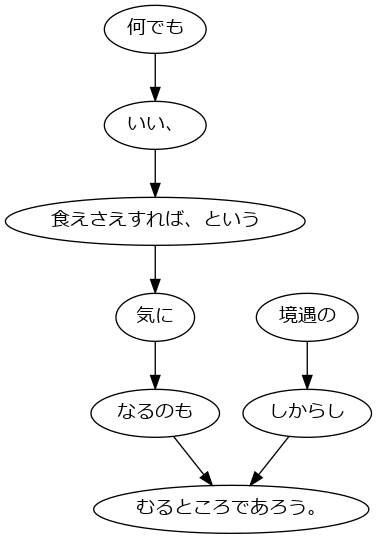 何でも
いい、
食えさえすれば、という
気に
境遇の
なるのも
しからし
むるところであろう。